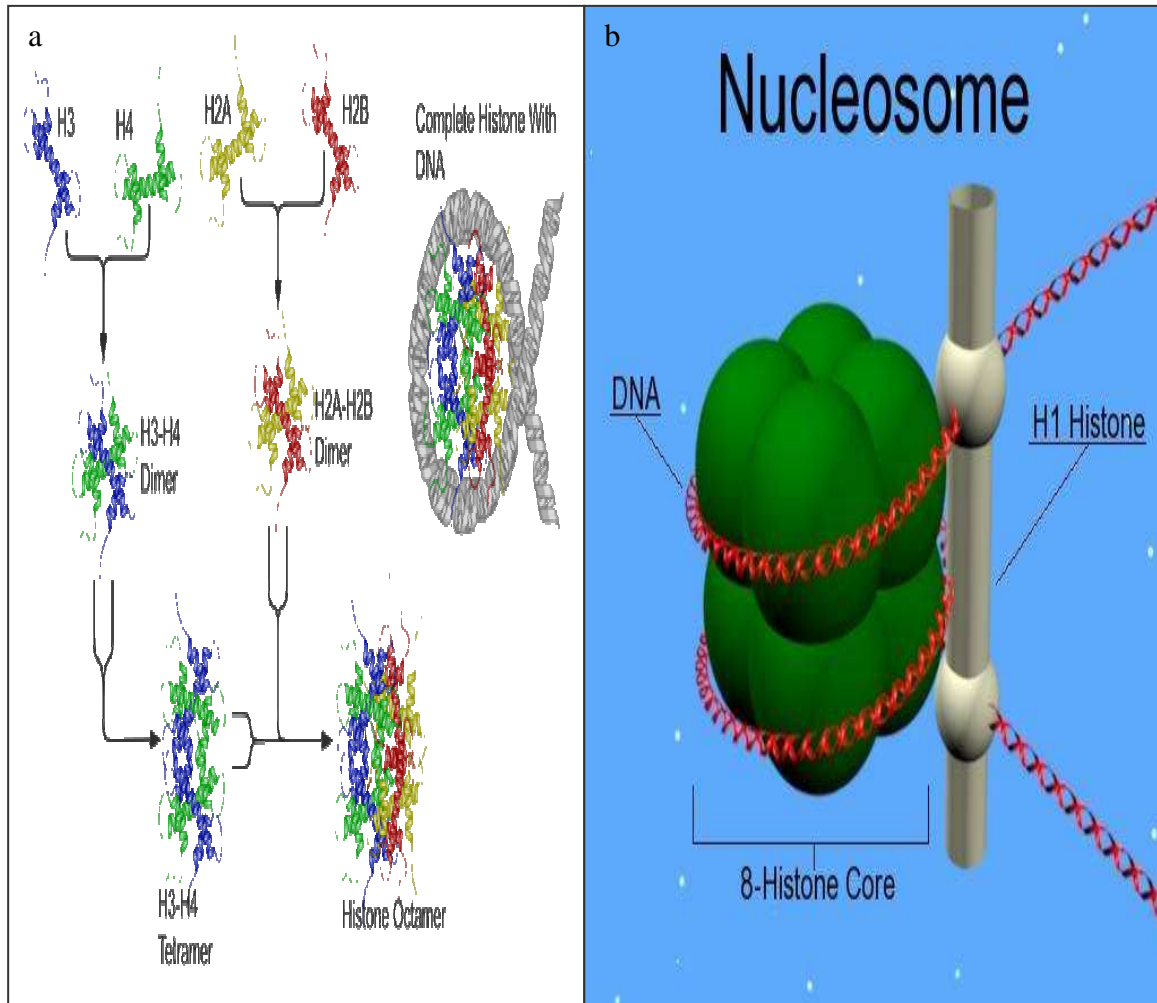 a
H3
H4
H2A
H2B
Complete Histone With
DNA
H3-H4
Dimer
H2A-H2B
Dimer
H3-H4
Tetramer
Histone Octamer
b
Nucleosome
DNA
H1 Histone
8-Histone Core